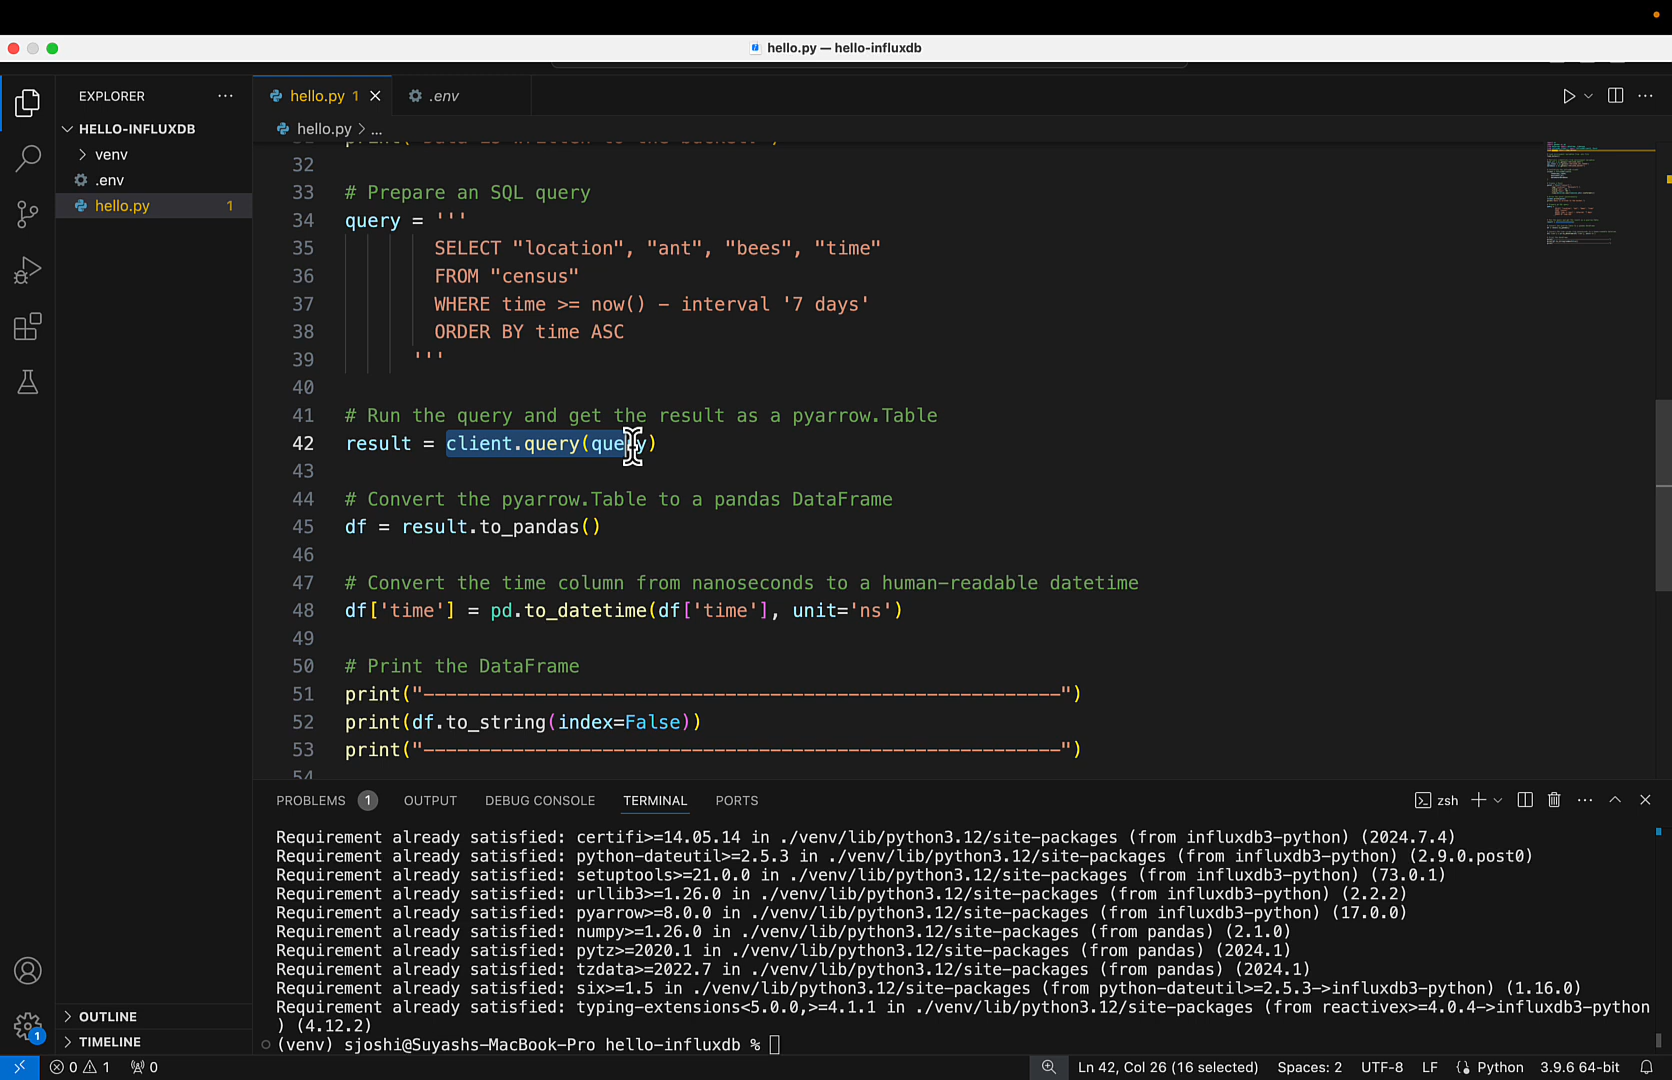 hello.py — hello-influxdb
EXPLORER
hello.py 1
.env
HELLO-INFLUXDB
hello.py > ...
venv
.env
hello.py 1
32
33 # Prepare an SQL query
34 query = '''
35 SELECT "location", "ant", "bees", "time"
36 FROM "census"
37 WHERE time >= now() - interval '7 days'
38 ORDER BY time ASC
39 '''
40
41 # Run the query and get the result as a pyarrow.Table
42 result = client.query(query)
43
44 # Convert the pyarrow.Table to a pandas DataFrame
45 df = result.to_pandas()
46
47 # Convert the time column from nanoseconds to a human-readable datetime
48 df['time'] = pd.to_datetime(df['time'], unit='ns')
49
50 # Print the DataFrame
51 print("---------------------------------------------------------")
52 print(df.to_string(index=False))
53 print("---------------------------------------------------------")
54
PROBLEMS 1 OUTPUT DEBUG CONSOLE TERMINAL PORTS zsh
Requirement already satisfied: certifi>=14.05.14 in ./venv/lib/python3.12/site-packages (from influxdb3-python) (2024.7.4)
Requirement already satisfied: python-dateutil>=2.5.3 in ./venv/lib/python3.12/site-packages (from influxdb3-python) (2.9.0.post0)
Requirement already satisfied: setuptools>=21.0.0 in ./venv/lib/python3.12/site-packages (from influxdb3-python) (73.0.1)
Requirement already satisfied: urllib3>=1.26.0 in ./venv/lib/python3.12/site-packages (from influxdb3-python) (2.2.2)
Requirement already satisfied: pyarrow>=8.0.0 in ./venv/lib/python3.12/site-packages (from influxdb3-python) (17.0.0)
Requirement already satisfied: numpy>=1.26.0 in ./venv/lib/python3.12/site-packages (from pandas) (2.1.0)
Requirement already satisfied: pytz>=2020.1 in ./venv/lib/python3.12/site-packages (from pandas) (2024.1)
Requirement already satisfied: tzdata>=2022.7 in ./venv/lib/python3.12/site-packages (from pandas) (2024.1)
Requirement already satisfied: six>=1.5 in ./venv/lib/python3.12/site-packages (from python-dateutil>=2.5.3->influxdb3-python) (1.16.0)
Requirement already satisfied: typing-extensions<5.0.0,>=4.1.1 in ./venv/lib/python3.12/site-packages (from reactivex>=4.0.4->influxdb3-python
) (4.12.2)
(venv) sjoshi@Suyashs-MacBook-Pro hello-influxdb %
OUTLINE
TIMELINE
1
0 1 0 Ln 42, Col 26 (16 selected) Spaces: 2 UTF-8 LF Python 3.9.6 64-bit